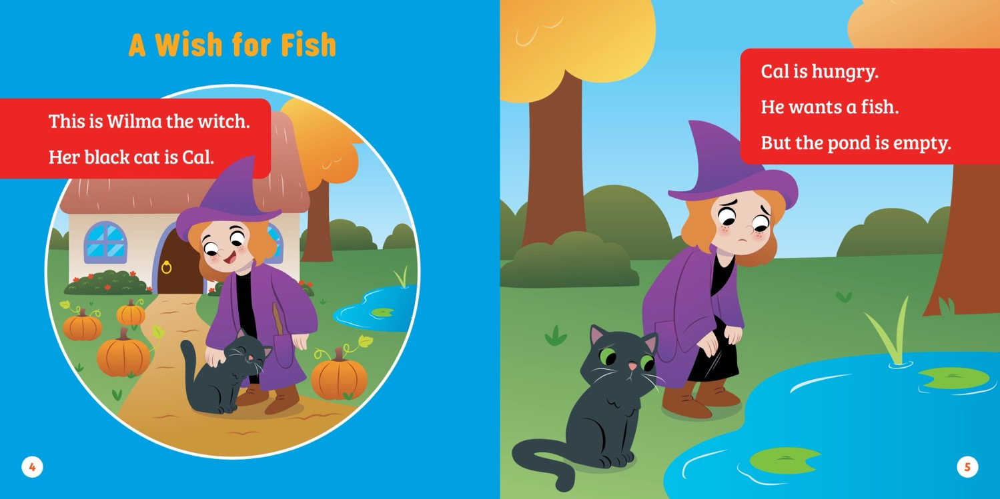 A Wish for Fish
This is Wilma the witch.
Her black cat is Cal.
4
Cal is hungry.
He wants a fish.
But the pond is empty.
5